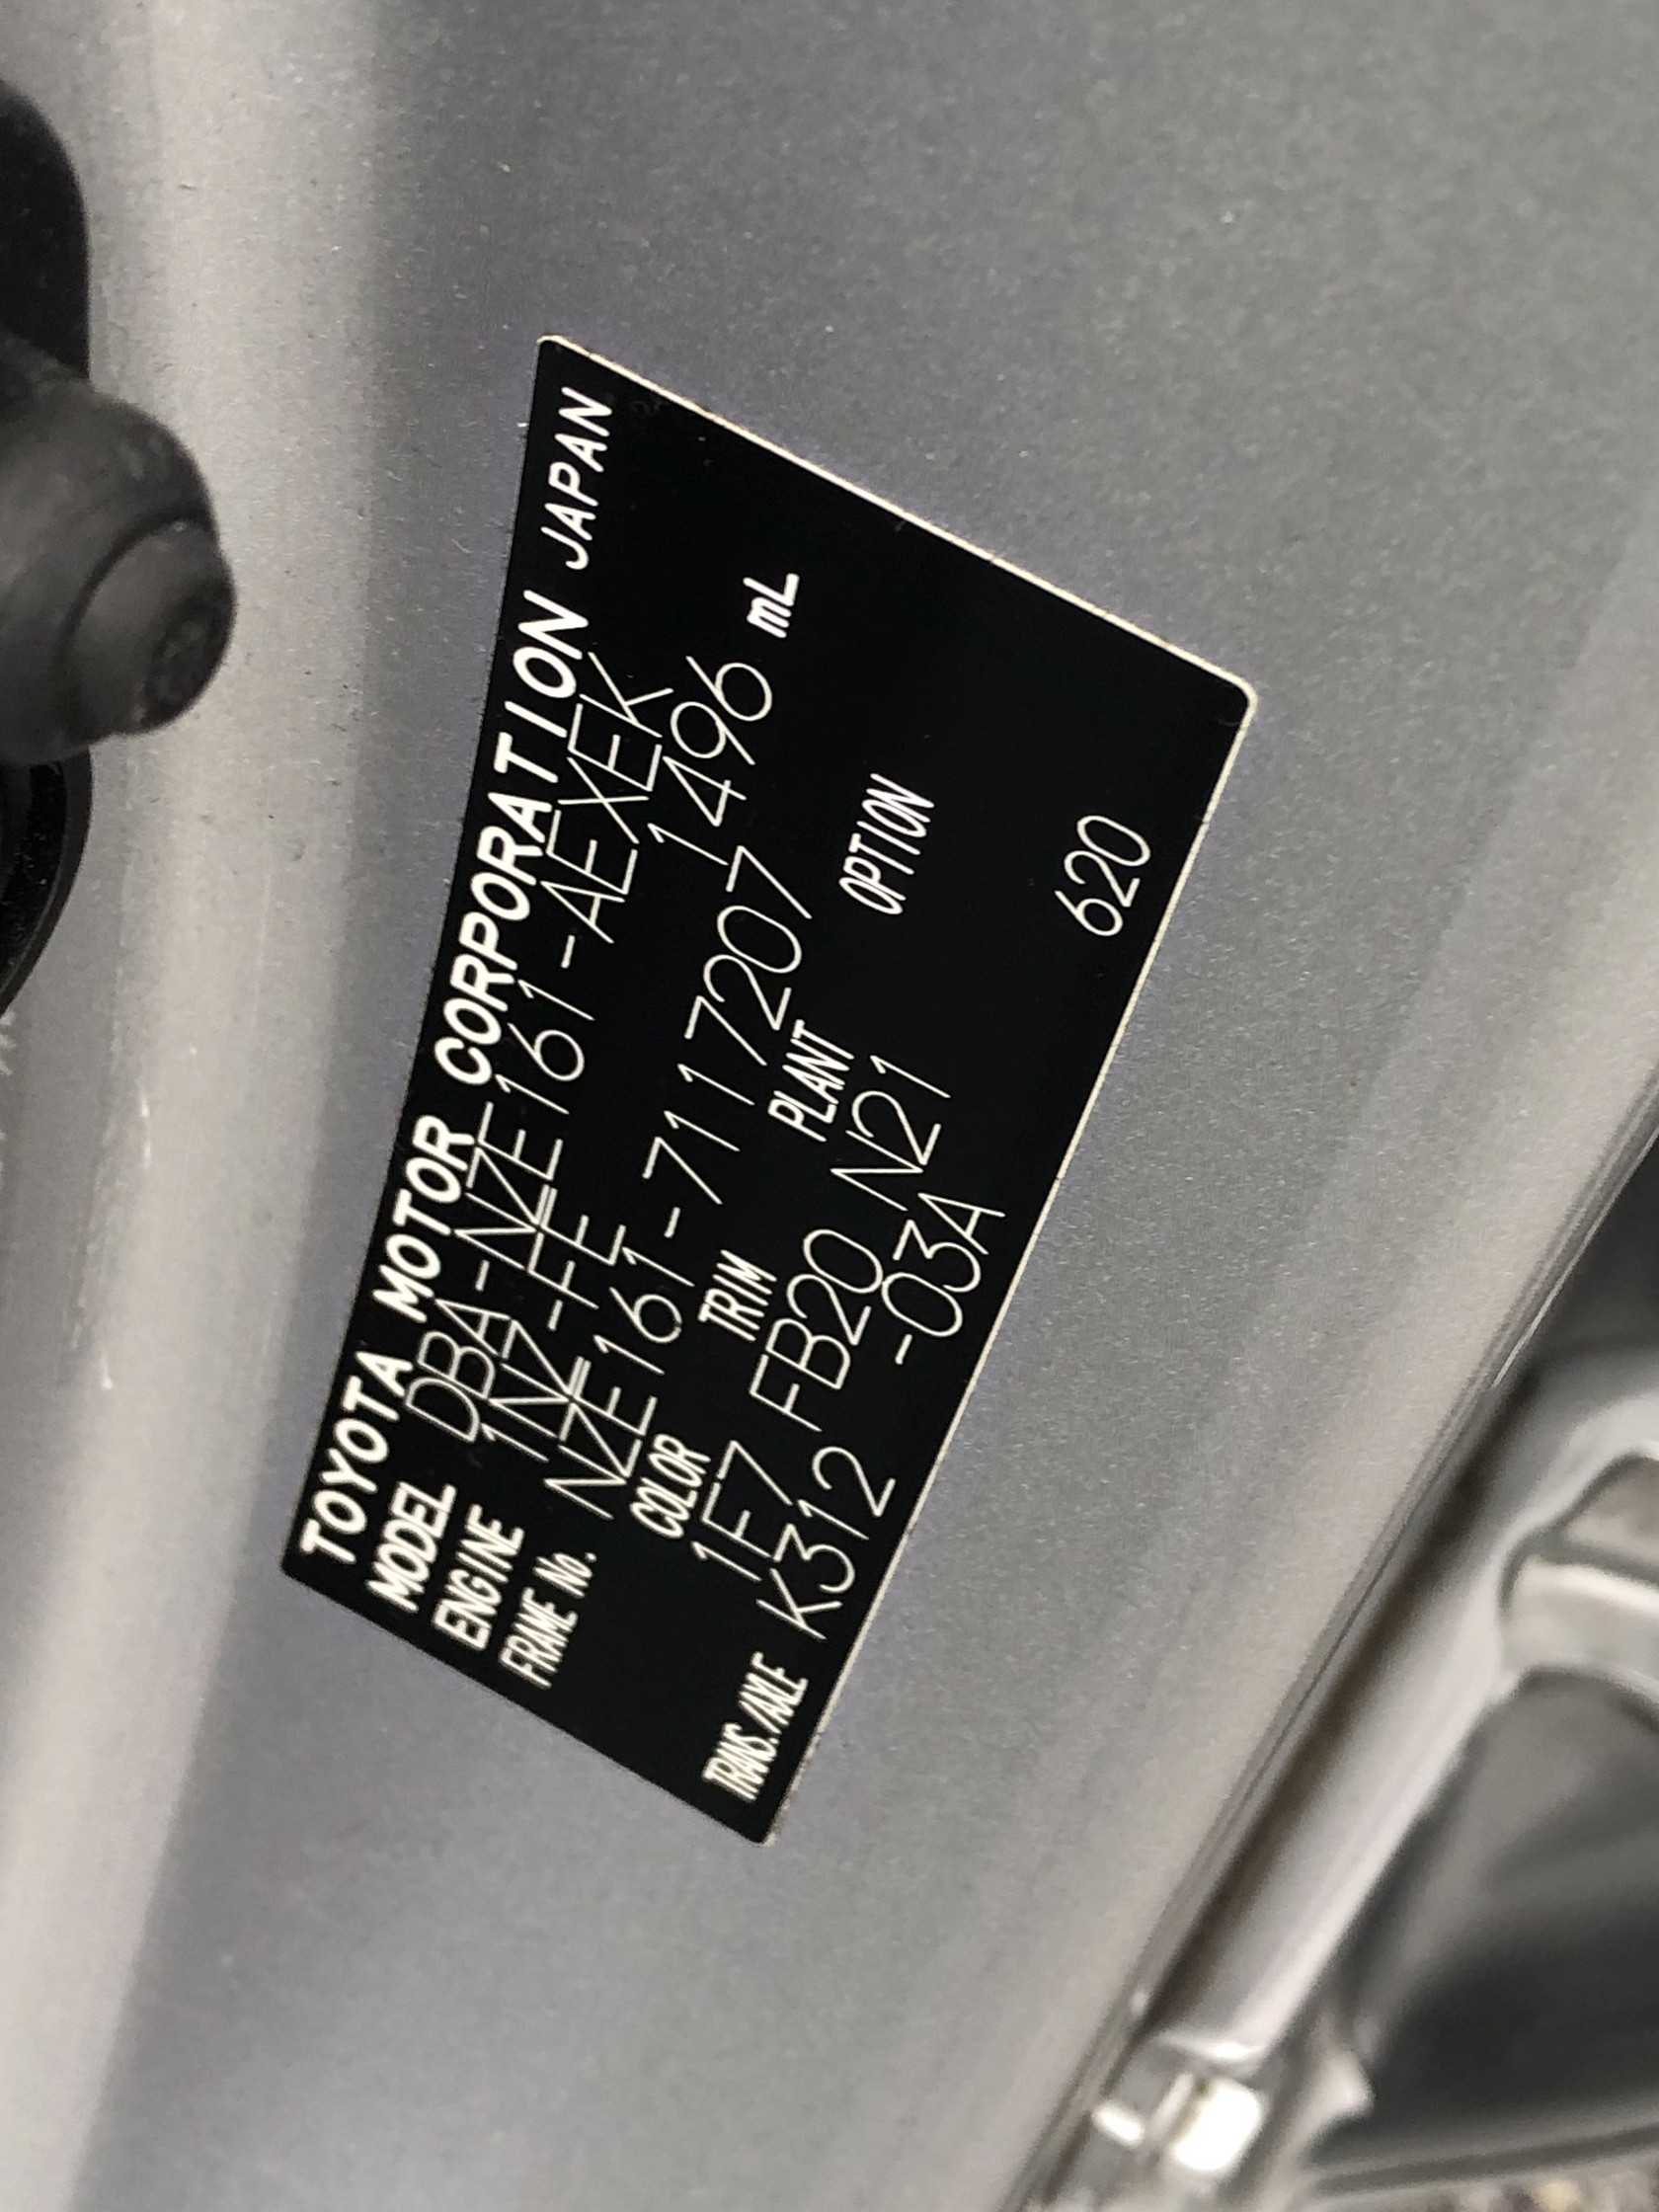 TOYOTA MOTOR CORPORATION JAPAN
MODEL DBA-NZE161-AEXEK
ENGINE 1NZ-FE 1496 mL
FRAME No. NZE161-7117207
COLOR TRIM PLANT OPTION
1F7 FB20 N21
TRANS./AXLE K312 -03A 620